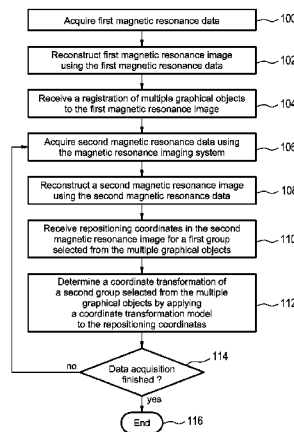 Acquire first magnetic resonance data
100
Reconstruct first magnetic resonance image
using the first magnetic resonance data
102
Receive a registration of multiple graphical objects
to the first magnetic resonance image
104
Acquire second magnetic resonance data using
the magnetic resonance imaging system
106
Reconstruct a second magnetic resonance image
using the second magnetic resonance data
108
Receive repositioning coordinates in the second
magnetic resonance image for a first group
selected from the multiple graphical objects
110
Determine a coordinate transformation of
a second group selected from the multiple
graphical objects by applying
a coordinate transformation model
to the repositioning coordinates
112
no
Data acquisition
finished ?
114
yes
End
116